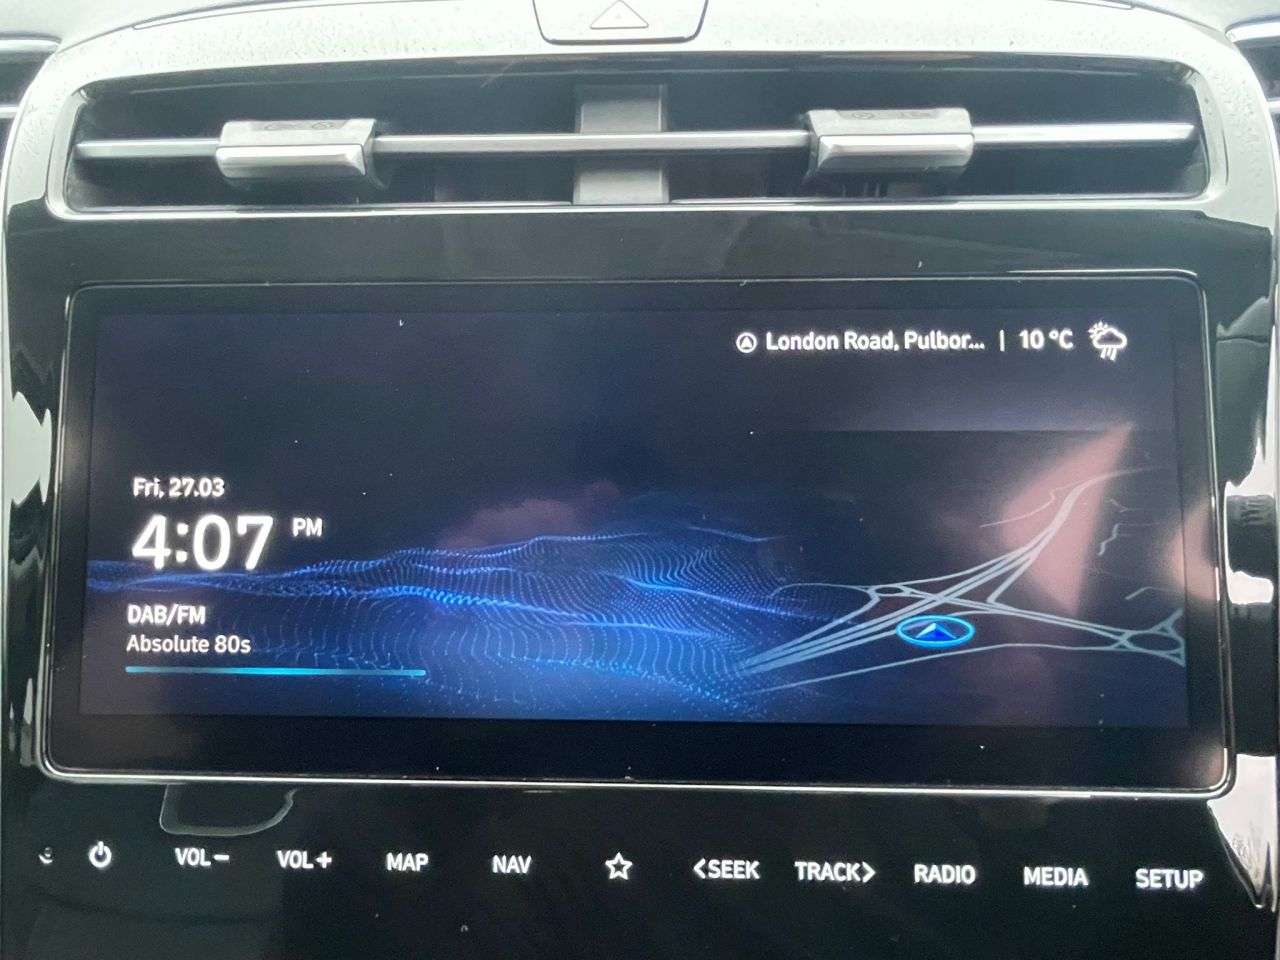 London Road, Pulbor... | 10 °C
Fri, 27.03
4:07 PM
DAB/FM
Absolute 80s
VOL− VOL+ MAP NAV <SEEK TRACK> RADIO MEDIA SETUP